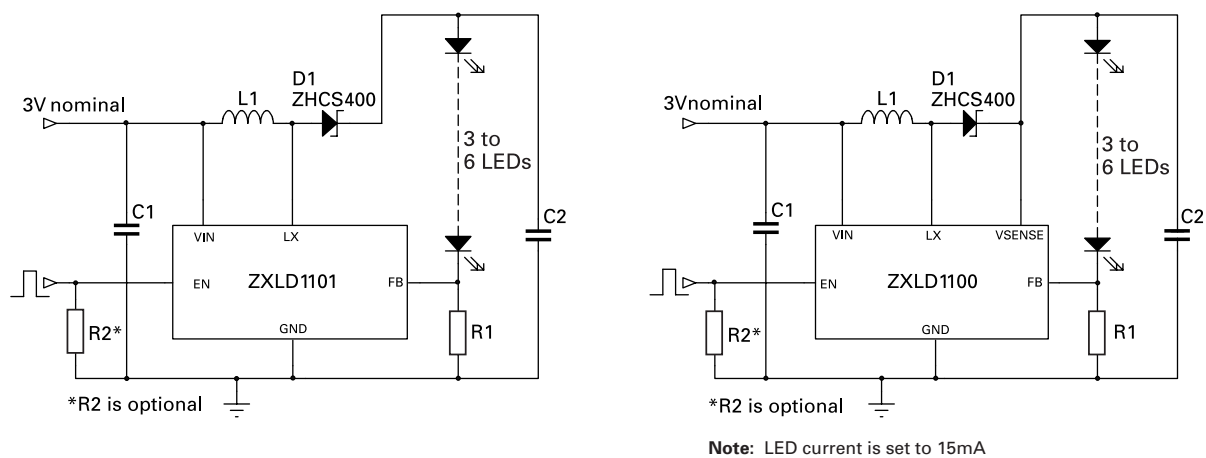 D1
ZHCS400
L1
3V nominal
3 to
6 LEDs
C1
C2
VIN
LX
EN
ZXLD1101
FB
R2*
GND
R1
*R2 is optional
D1
ZHCS400
L1
3Vnominal
3 to
6 LEDs
C1
C2
VIN
LX
VSENSE
EN
ZXLD1100
FB
R2*
GND
R1
*R2 is optional
Note: LED current is set to 15mA